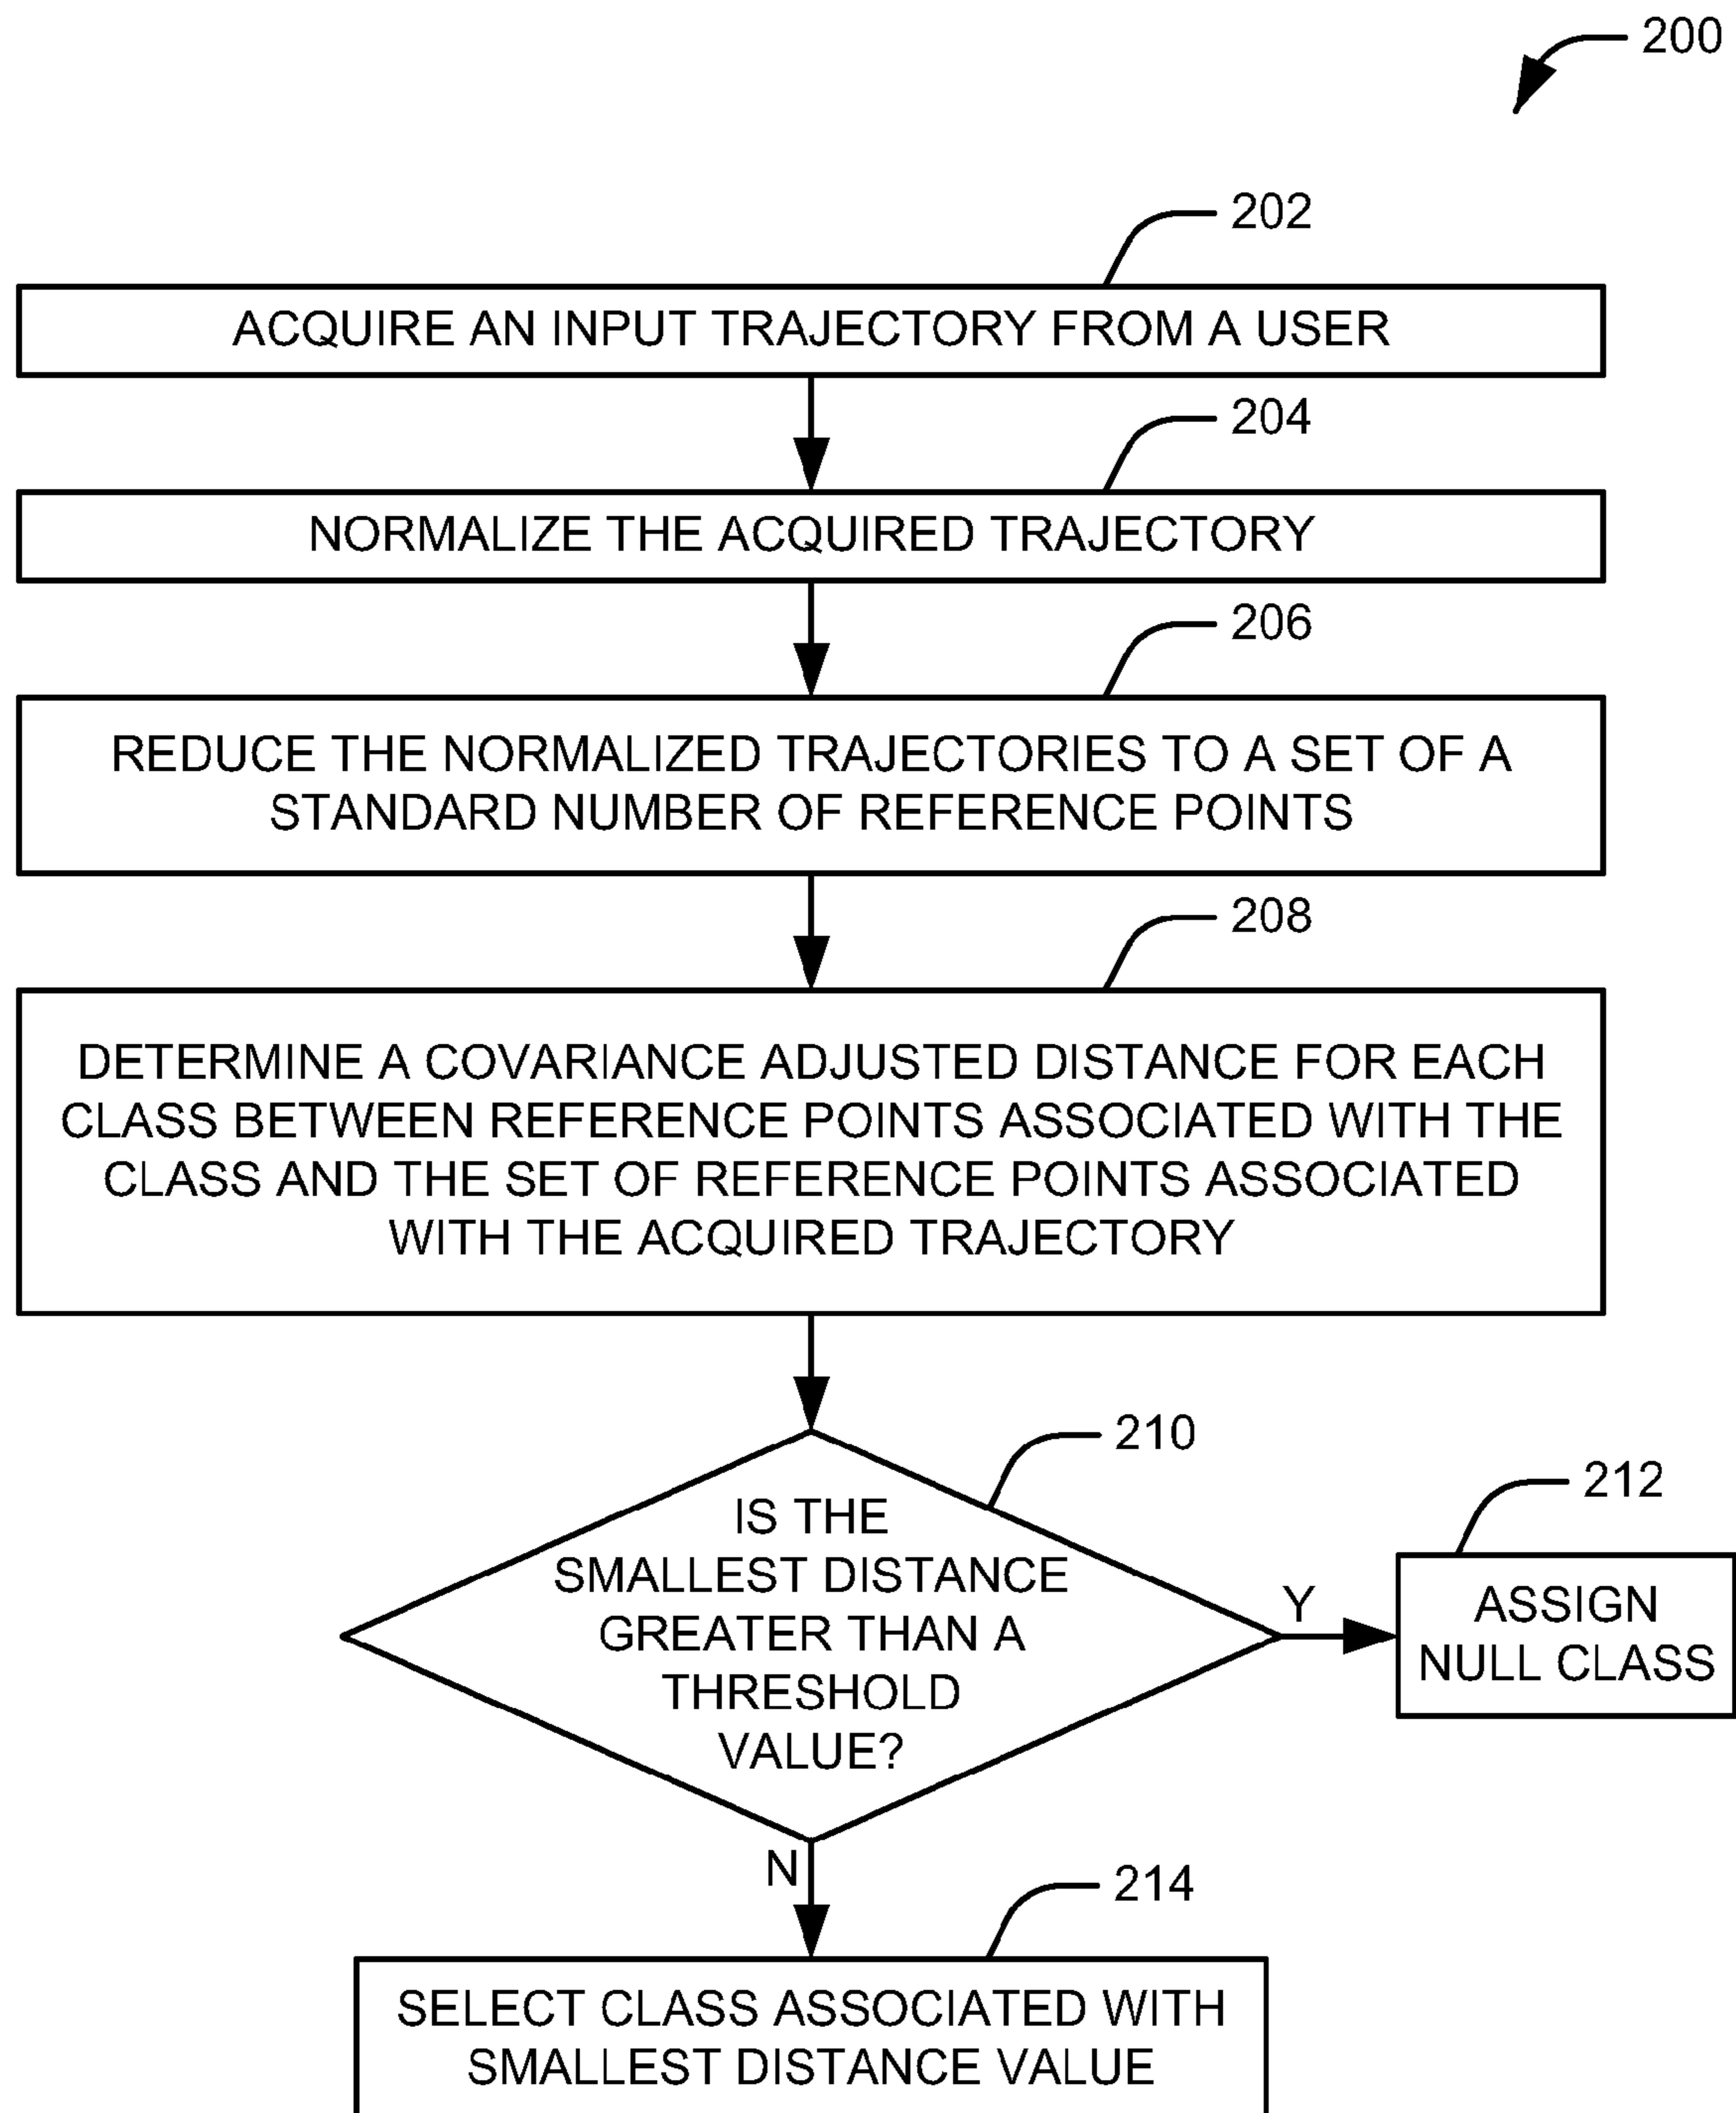 200
202
ACQUIRE AN INPUT TRAJECTORY FROM A USER
204
NORMALIZE THE ACQUIRED TRAJECTORY
206
REDUCE THE NORMALIZED TRAJECTORIES TO A SET OF A
STANDARD NUMBER OF REFERENCE POINTS
208
DETERMINE A COVARIANCE ADJUSTED DISTANCE FOR EACH
CLASS BETWEEN REFERENCE POINTS ASSOCIATED WITH THE
CLASS AND THE SET OF REFERENCE POINTS ASSOCIATED
WITH THE ACQUIRED TRAJECTORY
210
IS THE
SMALLEST DISTANCE
GREATER THAN A
THRESHOLD
VALUE?
Y
212
ASSIGN
NULL CLASS
N
214
SELECT CLASS ASSOCIATED WITH
SMALLEST DISTANCE VALUE